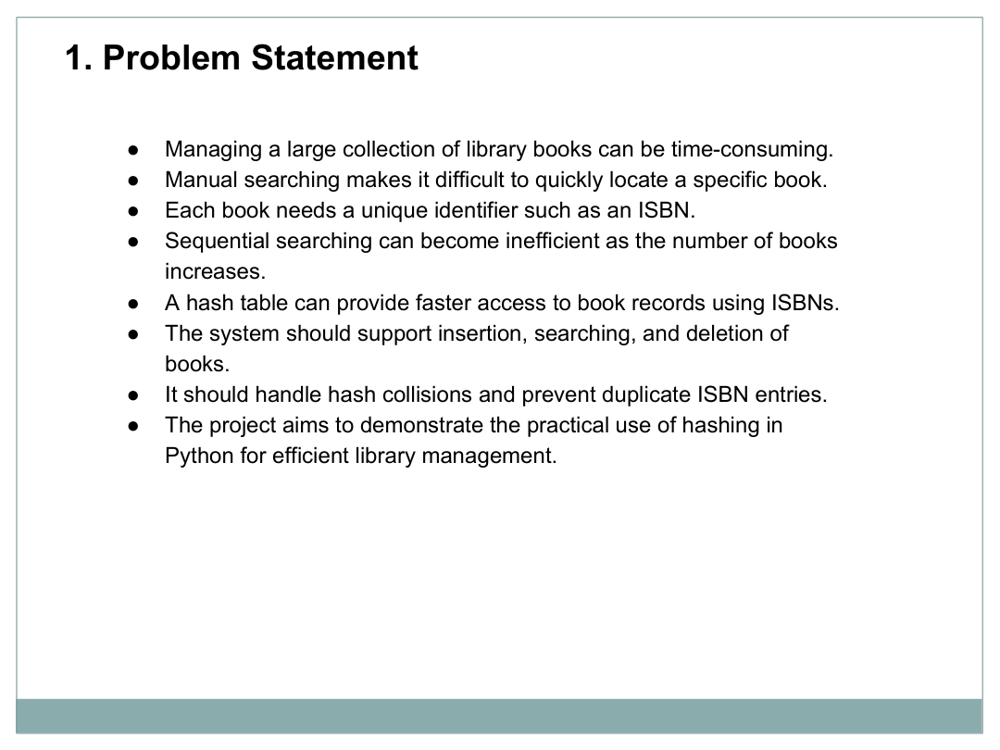 1. Problem Statement
● Managing a large collection of library books can be time-consuming.
● Manual searching makes it difficult to quickly locate a specific book.
● Each book needs a unique identifier such as an ISBN.
● Sequential searching can become inefficient as the number of books
increases.
● A hash table can provide faster access to book records using ISBNs.
● The system should support insertion, searching, and deletion of
books.
● It should handle hash collisions and prevent duplicate ISBN entries.
● The project aims to demonstrate the practical use of hashing in
Python for efficient library management.